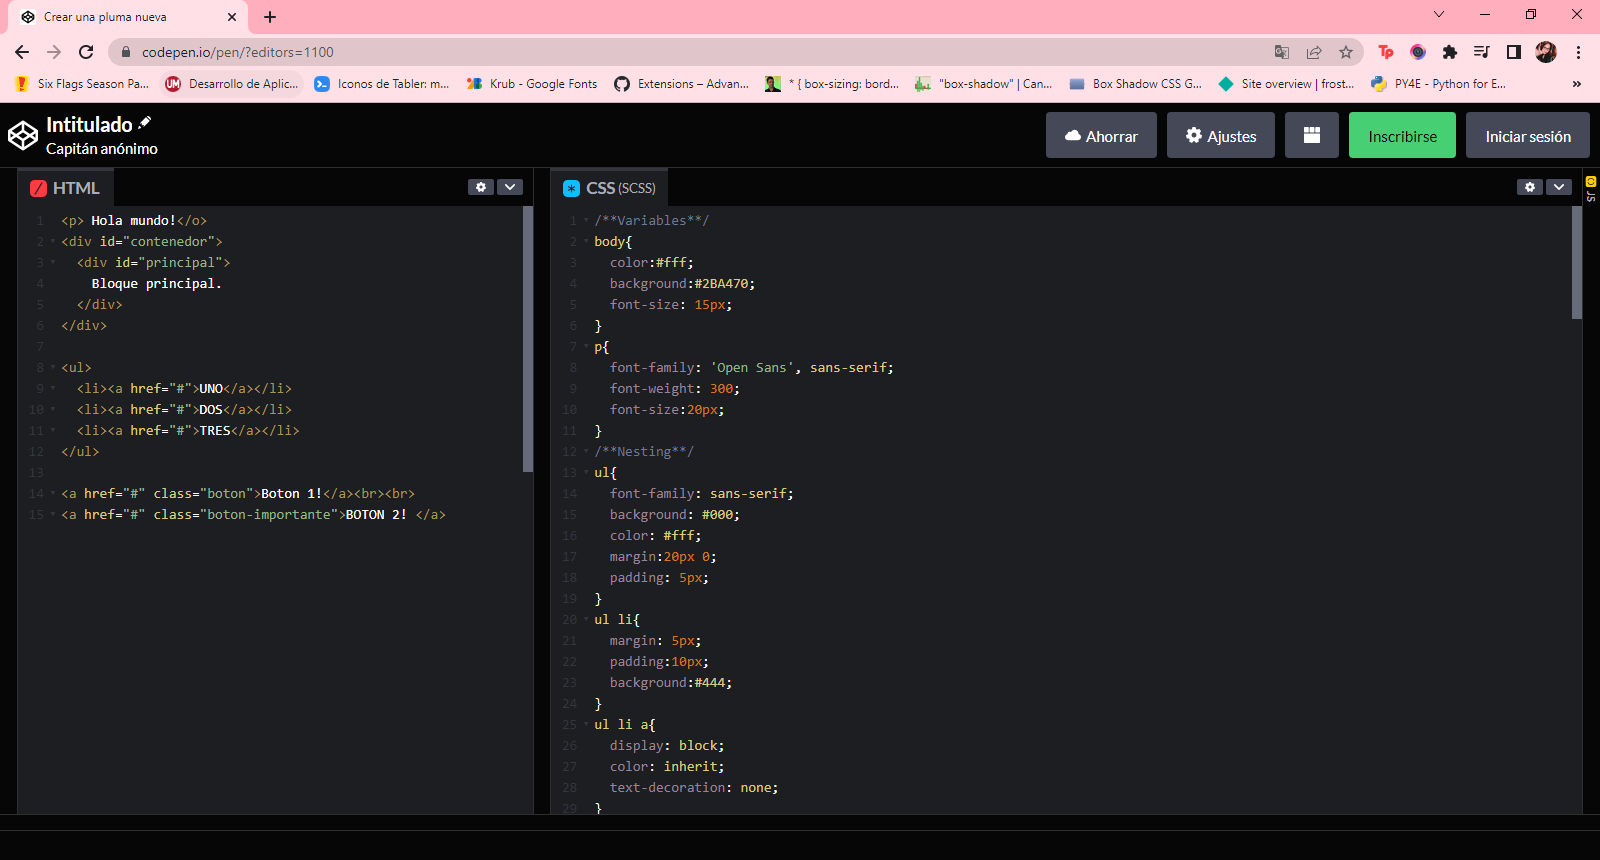 Crear una pluma nueva
codepen.io/pen/?editors=1100
Six Flags Season Pa... Desarrollo de Aplic... Iconos de Tabler: m... Krub - Google Fonts Extensions – Advan... * { box-sizing: bord... "box-shadow" | Can... Box Shadow CSS G... Site overview | frost... PY4E - Python for E... »
Intitulado
Capitán anónimo
Ahorrar Ajustes Inscribirse Iniciar sesión
HTML
1 <p> Hola mundo!</o>
2 <div id="contenedor">
3 <div id="principal">
4 Bloque principal.
5 </div>
6 </div>
7
8 <ul>
9 <li><a href="#">UNO</a></li>
10 <li><a href="#">DOS</a></li>
11 <li><a href="#">TRES</a></li>
12 </ul>
13
14 <a href="#" class="boton">Boton 1!</a><br><br>
15 <a href="#" class="boton-importante">BOTON 2! </a>
CSS (SCSS)
1 /**Variables**/
2 body{
3 color:#fff;
4 background:#2BA470;
5 font-size: 15px;
6 }
7 p{
8 font-family: 'Open Sans', sans-serif;
9 font-weight: 300;
10 font-size:20px;
11 }
12 /**Nesting**/
13 ul{
14 font-family: sans-serif;
15 background: #000;
16 color: #fff;
17 margin:20px 0;
18 padding: 5px;
19 }
20 ul li{
21 margin: 5px;
22 padding:10px;
23 background:#444;
24 }
25 ul li a{
26 display: block;
27 color: inherit;
28 text-decoration: none;
29 }
JS